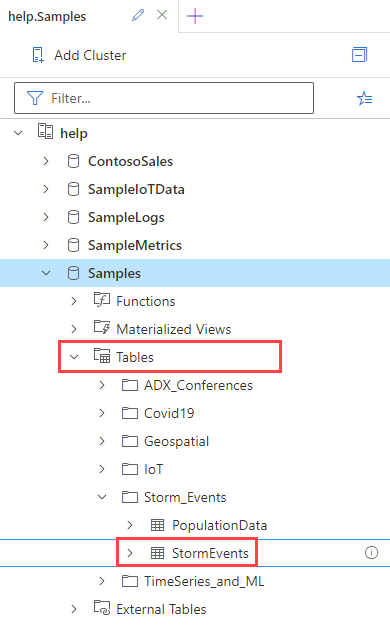 help.Samples
Add Cluster
Filter...
help
ContosoSales
SampleIoTData
SampleLogs
SampleMetrics
Samples
Functions
Materialized Views
Tables
ADX_Conferences
Covid19
Geospatial
IoT
Storm_Events
PopulationData
StormEvents
TimeSeries_and_ML
External Tables